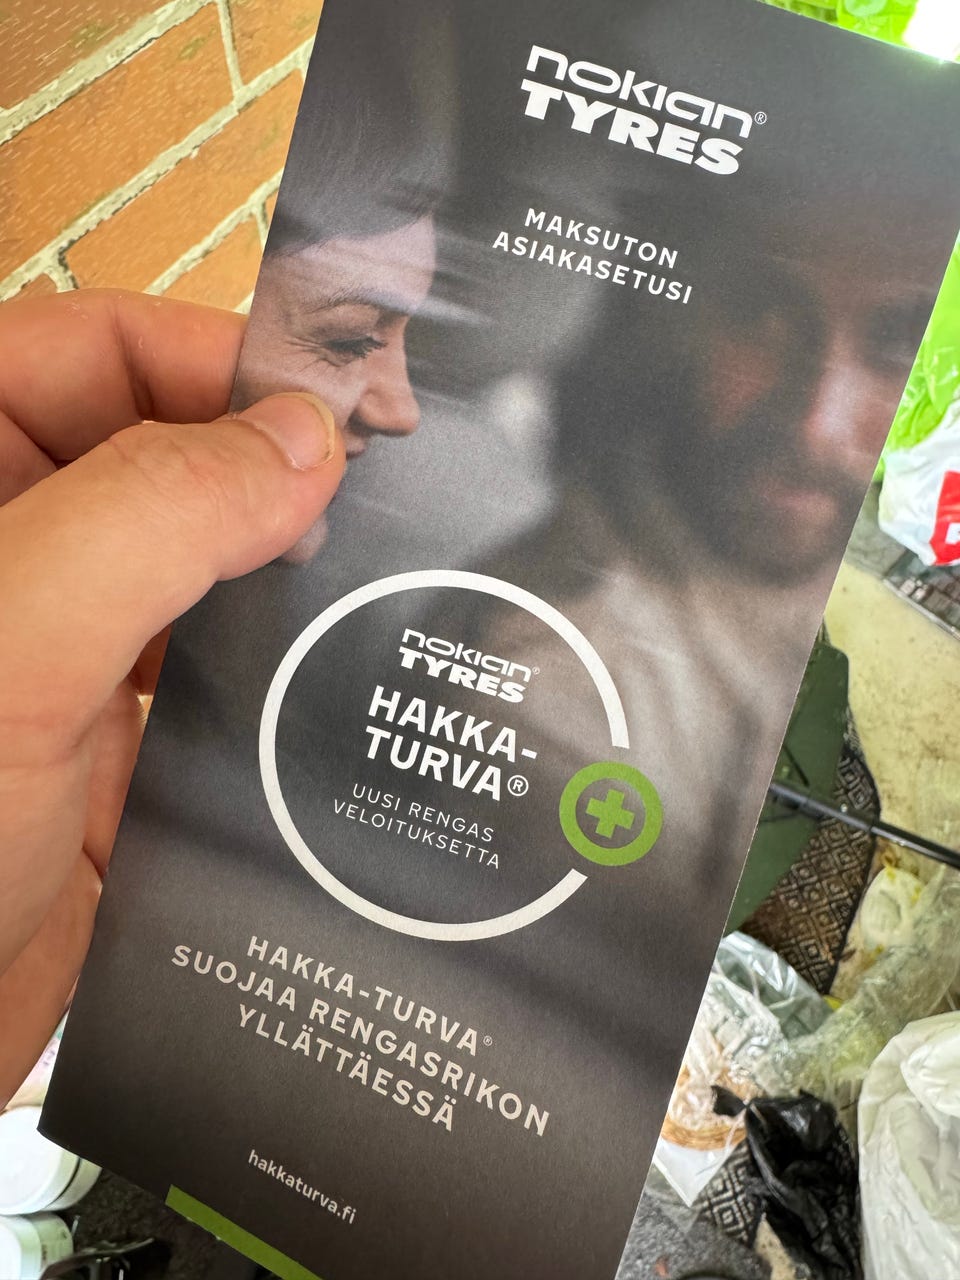 nokian®
TYRES
MAKSUTON
ASIAKASETUSI
nokian®
TYRES
HAKKA-
TURVA®
UUSI RENGAS
VELOITUKSETTA
HAKKA-TURVA®
SUOJAA RENGASRIKON
YLLÄTTÄESSÄ
hakkaturva.fi